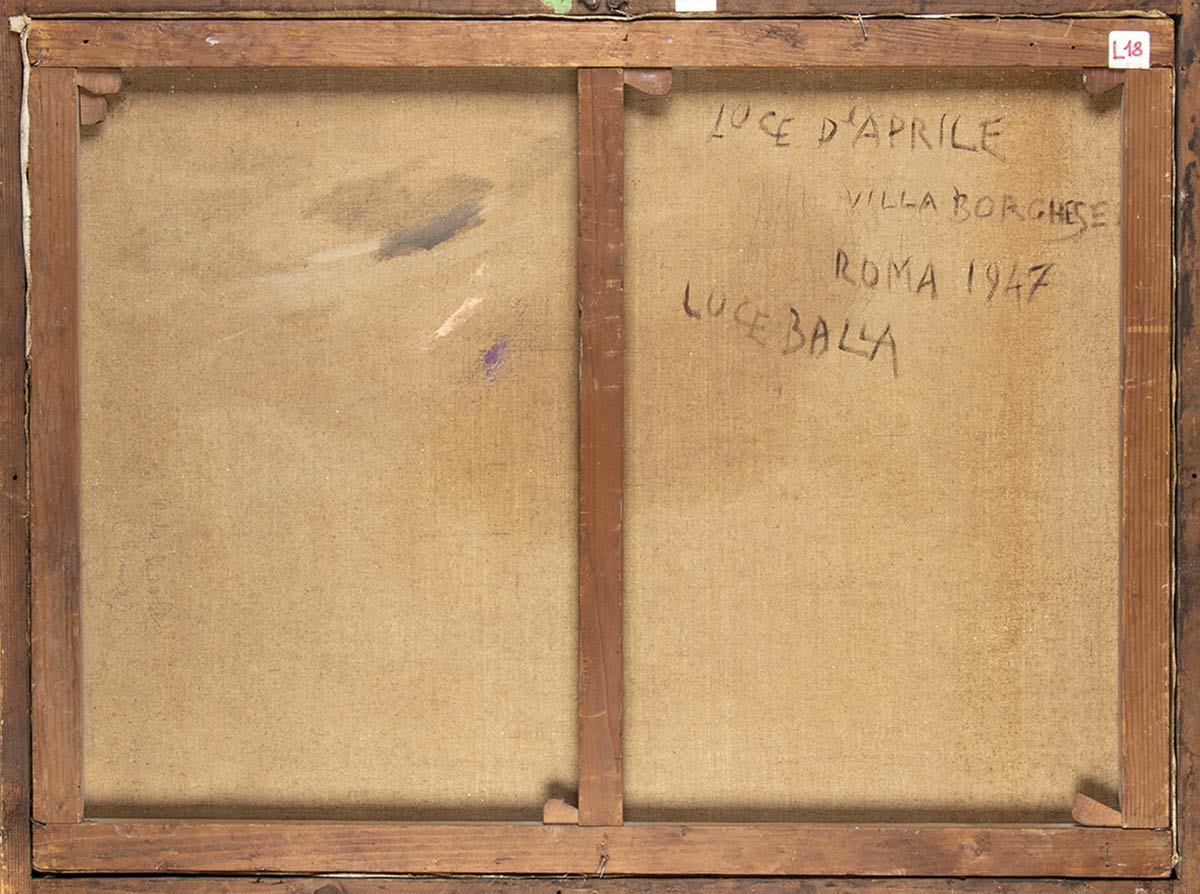 L18
LUCE D'APRILE
VILLA BORGHESE
ROMA 1947
LUCE BALLA